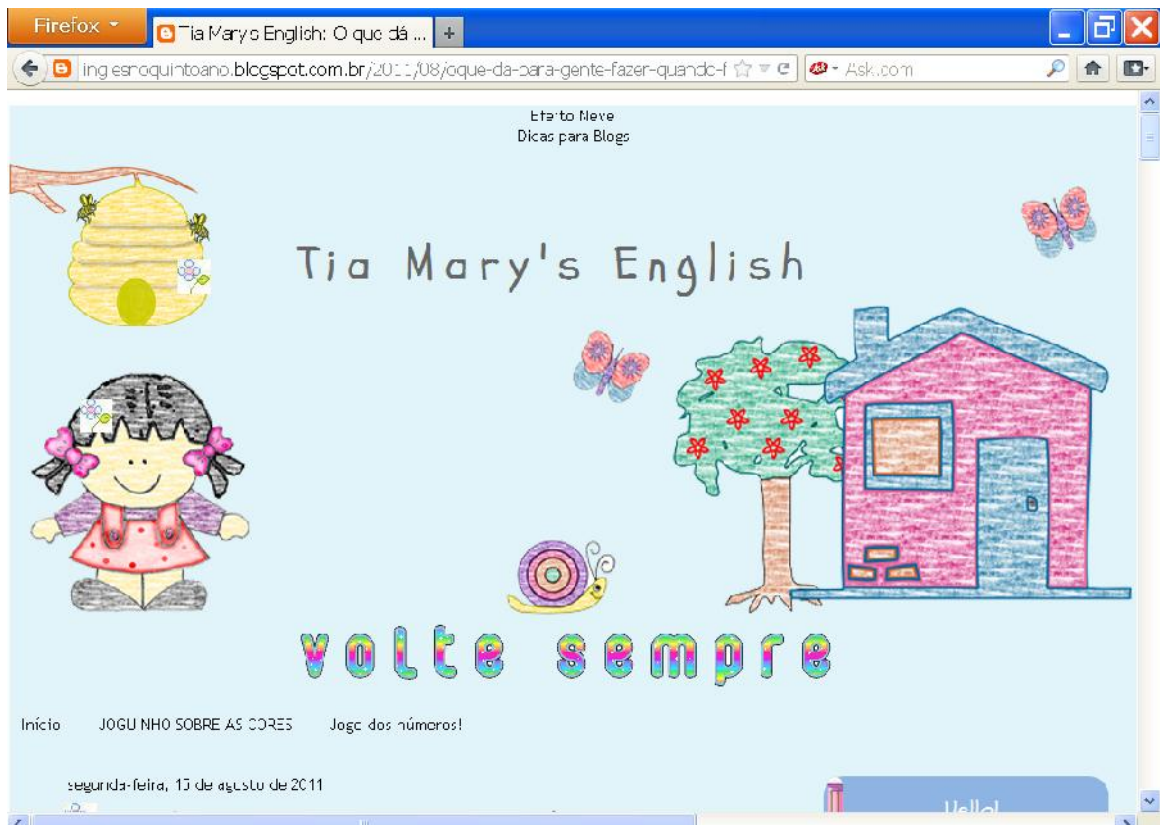 Firefox
Tia Mary's English: O que dá ...
inglesnoquintoano.blogspot.com.br/2011/08/oque-da-para-gente-fazer-quando-f
Ask.com
Efeito Neve
Dicas para Blogs
Tia Mary's English
volte sempre
Início JOGUINHO SOBRE AS CORES Jogo dos números!
segunda-feira, 15 de agosto de 2011
Hello!